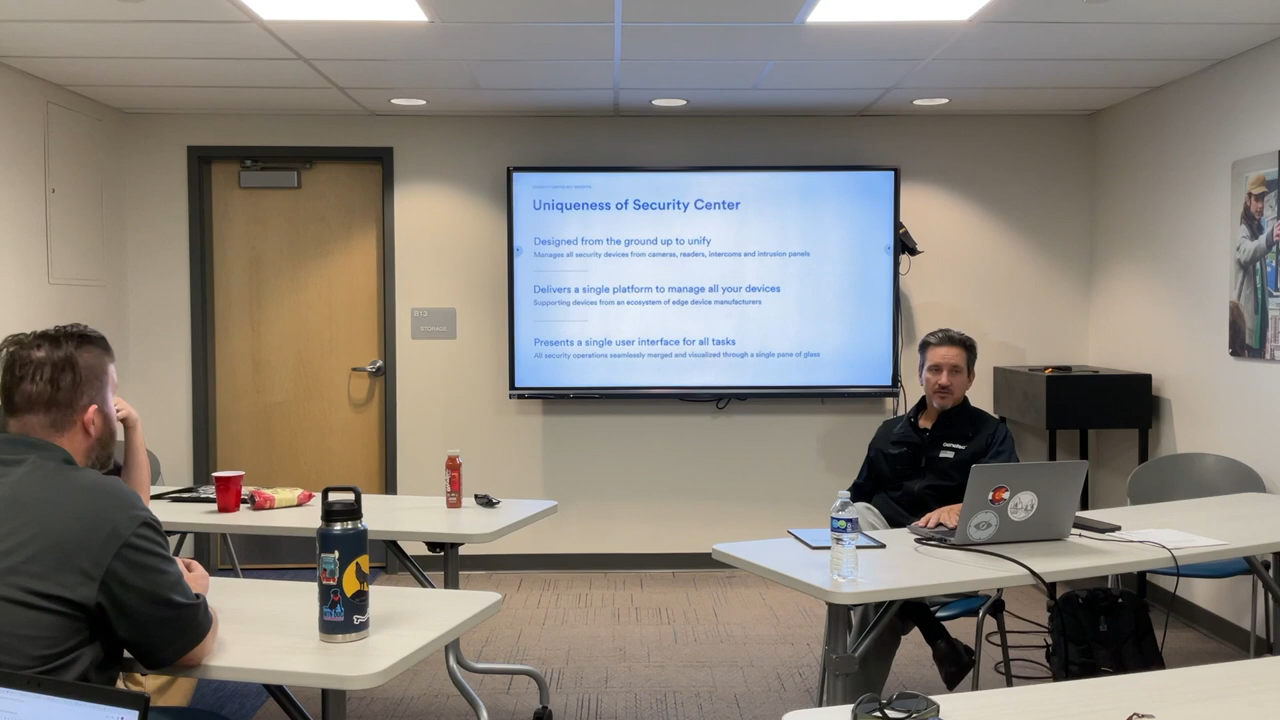 Uniqueness of Security Center
Designed from the ground up to unify
Manages all security devices from cameras, readers, intercoms and intrusion panels
Delivers a single platform to manage all your devices
Supporting devices from an ecosystem of edge device manufacturers
Presents a single user interface for all tasks
All security operations seamlessly merged and visualized through a single pane of glass
B13
STORAGE
Genetec